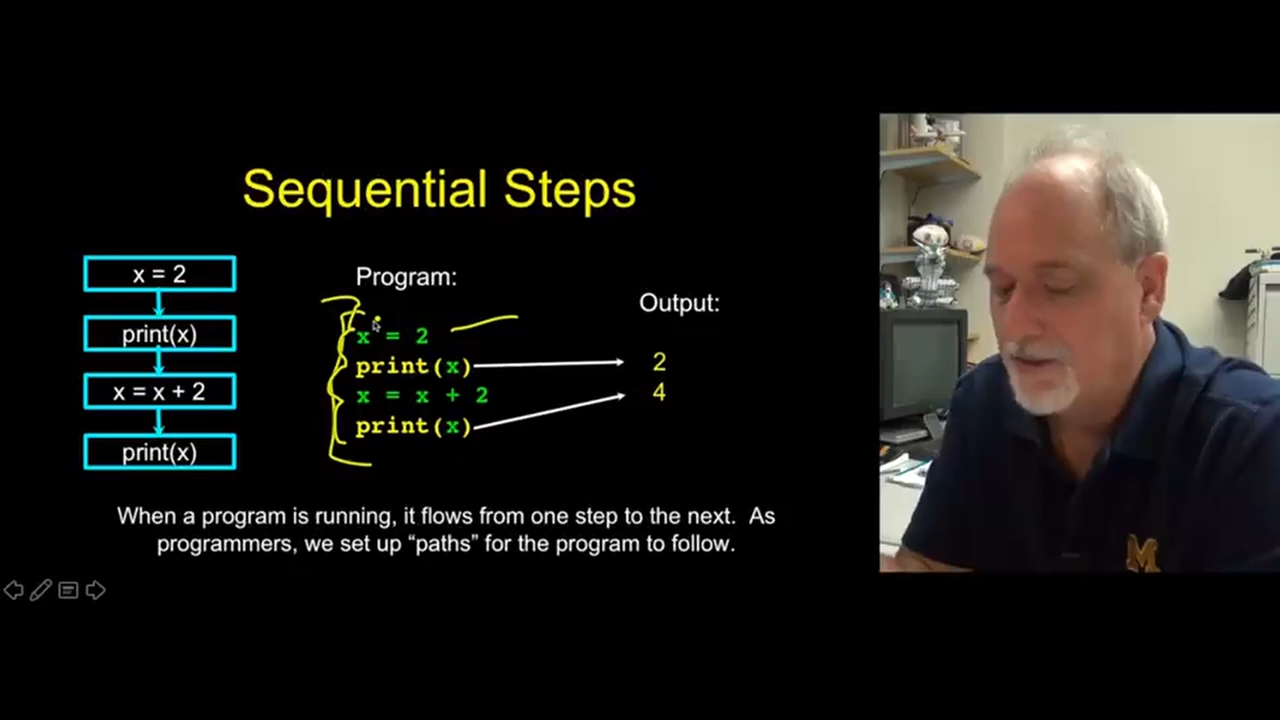 Sequential Steps
x = 2
print(x)
x = x + 2
print(x)
Program:
x = 2
print(x)
x = x + 2
print(x)
Output:
2
4
When a program is running, it flows from one step to the next. As
programmers, we set up “paths” for the program to follow.
M